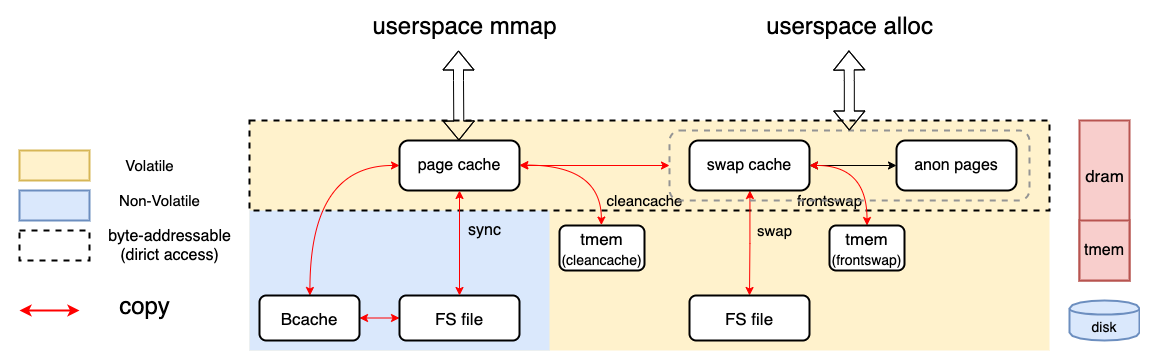 userspace mmap
userspace alloc
Volatile
Non-Volatile
byte-addressable
(dirict access)
copy
page cache
swap cache
anon pages
cleancache
frontswap
sync
tmem
(cleancache)
swap
tmem
(frontswap)
Bcache
FS file
FS file
dram
tmem
disk